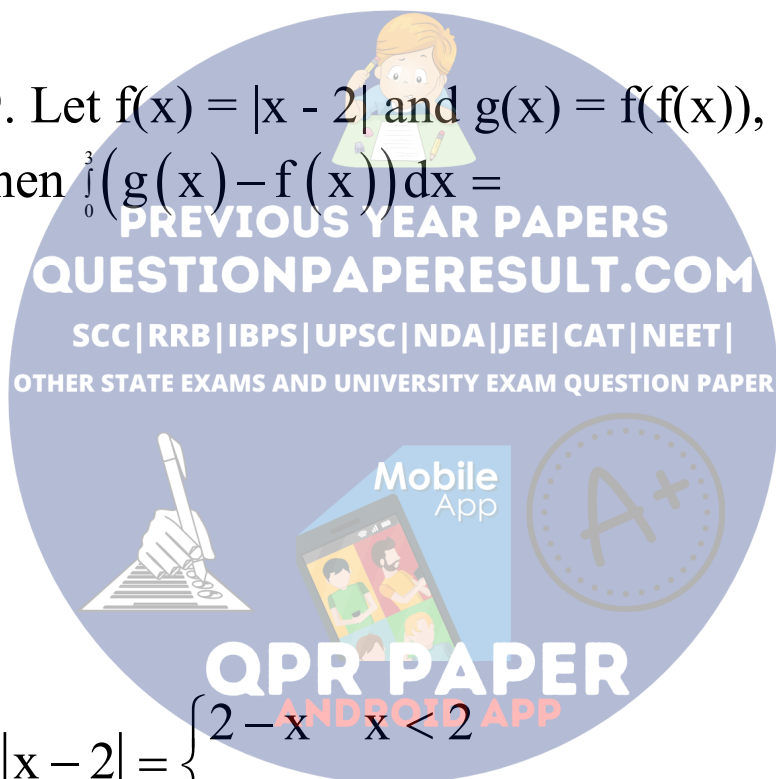 . Let f(x) = |x - 2| and g(x) = f(f(x)),
hen ∫₀³(g(x) – f(x))dx =
PREVIOUS YEAR PAPERS
QUESTIONPAPERESULT.COM
SCC|RRB|IBPS|UPSC|NDA|JEE|CAT|NEET|
OTHER STATE EXAMS AND UNIVERSITY EXAM QUESTION PAPER
Mobile
App
A+
QPR PAPER
ANDROID APP
2 – x x < 2
|x – 2| = {